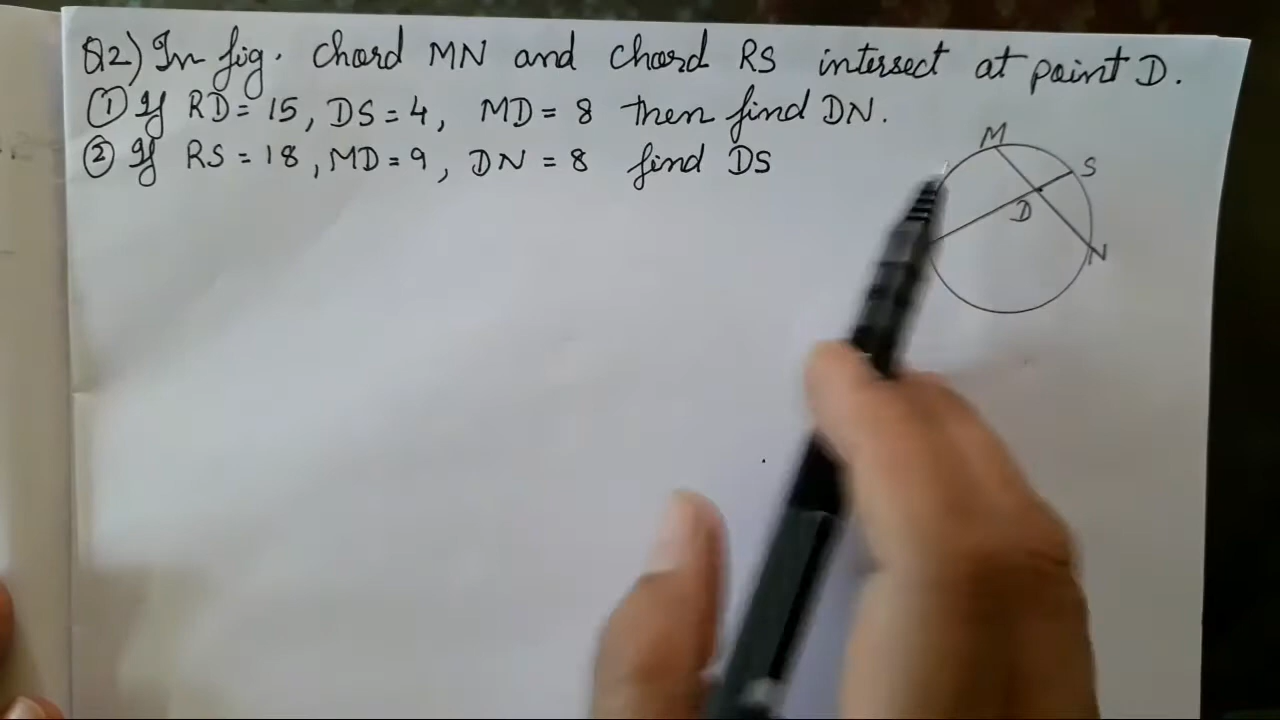 Q2) In fig. Chord MN and Chord RS intersect at point D.
① If RD = 15, DS = 4, MD = 8 then find DN.
② If RS = 18, MD = 9, DN = 8 find DS
M
S
D
N